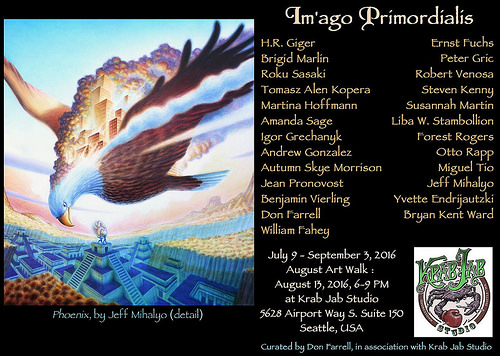 Im'ago Primordialis
H.R. Giger
Brigid Marlin
Roku Sasaki
Tomasz Alen Kopera
Martina Hoffmann
Amanda Sage
Igor Grechanyk
Andrew Gonzalez
Autumn Skye Morrison
Jean Pronovost
Benjamin Vierling
Don Farrell
William Fahey
Ernst Fuchs
Peter Gric
Robert Venosa
Steven Kenny
Susannah Martin
Liba W. Stambollion
Forest Rogers
Otto Rapp
Miguel Tio
Jeff Mihalyo
Yvette Endrijautzki
Bryan Kent Ward
July 9 - September 3, 2016
August Art Walk :
August 13, 2016, 6-9 PM
at Krab Jab Studio
5628 Airport Way S. Suite 150
Seattle, USA
KRAB JAB
STUDIO
Phoenix, by Jeff Mihalyo (detail)
Curated by Don Farrell, in association with Krab Jab Studio